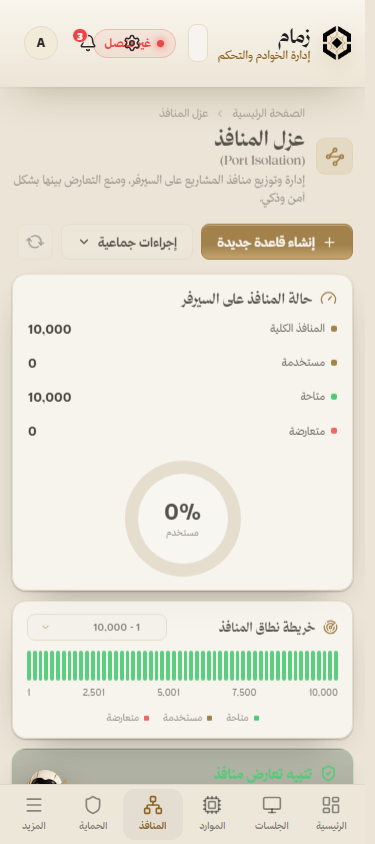 زمام
إدارة الخوادم والتحكم
غير متصل
3
A
الصفحة الرئيسية > عزل المنافذ
عزل المنافذ
(Port Isolation)
إدارة وتوزيع منافذ المشاريع على السيرفر، ومنع التعارض بينها بشكل
آمن وذكي.
+ إنشاء قاعدة جديدة
إجراءات جماعية
حالة المنافذ على السيرفر
المنافذ الكلية 10,000
مستخدمة 0
متاحة 10,000
متعارضة 0
0%
مستخدم
خريطة نطاق المنافذ
1 - 10,000
1 2,501 5,001 7,500 10,000
متاحة مستخدمة متعارضة
تنبيه تعارض منافذ
الرئيسية الجلسات الموارد المنافذ الحماية المزيد